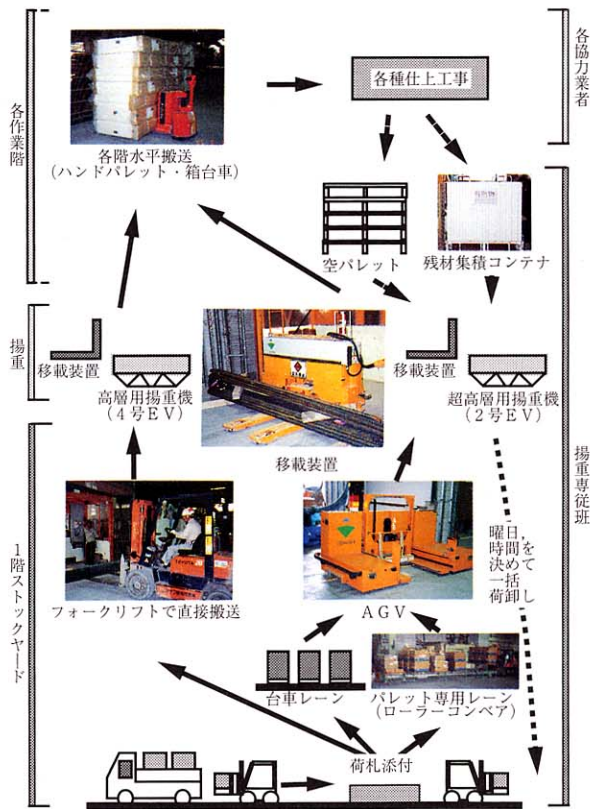 各作業階
各協力業者
各種仕上工事
各階水平搬送
(ハンドパレット・箱台車)
空パレット
残材集積コンテナ
揚重
移載装置
高層用揚重機
(4号EV)
移載装置
移載装置
超高層用揚重機
(2号EV)
揚重専従班
1階ストックヤード
フォークリフトで直接搬送
AGV
曜日,
時間を
決めて
一括
荷卸し
台車レーン
パレット専用レーン
(ローラーコンベア)
荷札添付